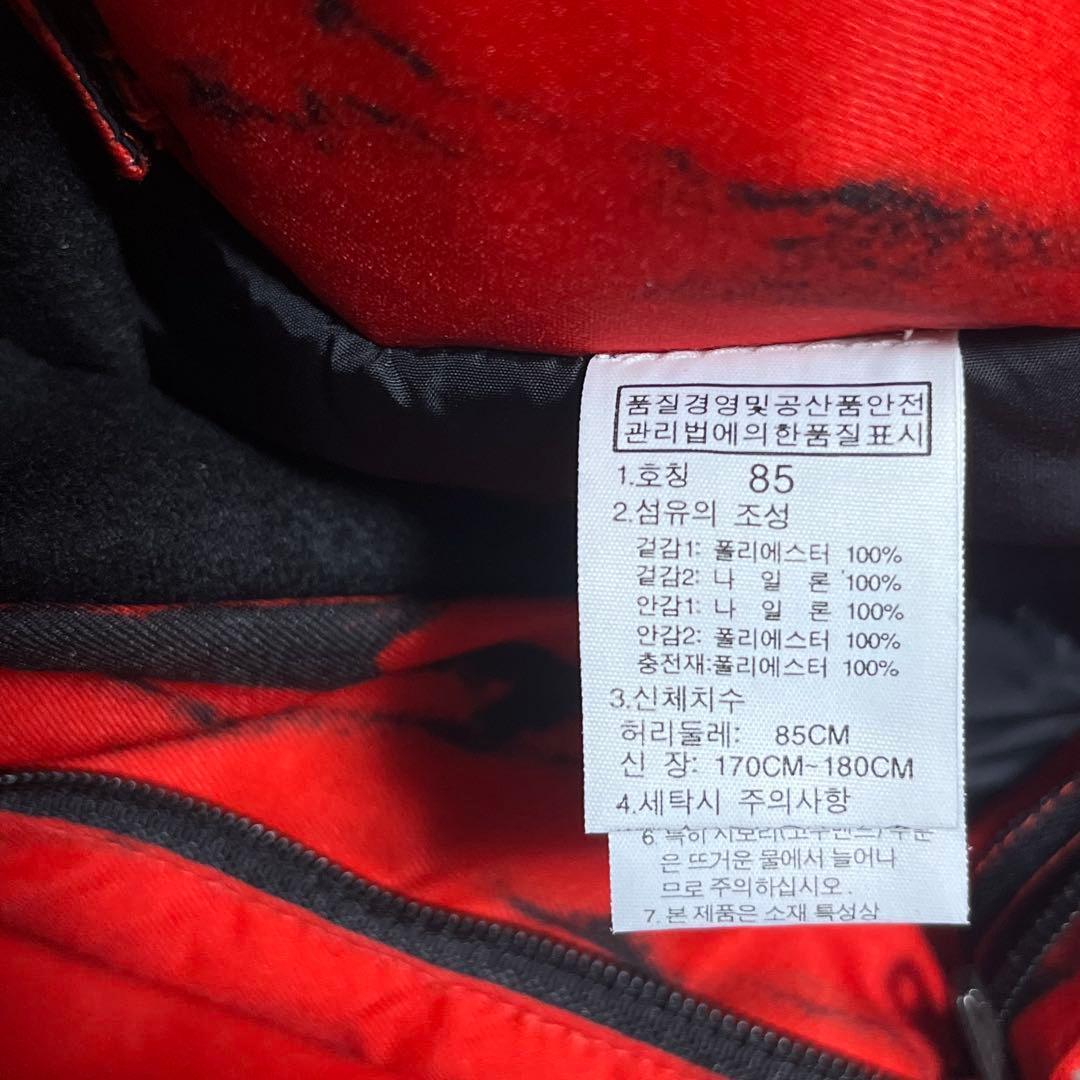 품질경영및공산품안전
관리법에의한품질표시
1.호칭 85
2.섬유의 조성
겉감1: 폴리에스터 100%
겉감2: 나 일 론 100%
안감1: 나 일 론 100%
안감2: 폴리에스터 100%
충전재:폴리에스터 100%
3.신체치수
허리둘레: 85CM
신 장: 170CM~180CM
4.세탁시 주의사항
6. 특히
은 뜨거운 물에서 늘어나
므로 주의하십시오.
7. 본 제품은 소재 특성상